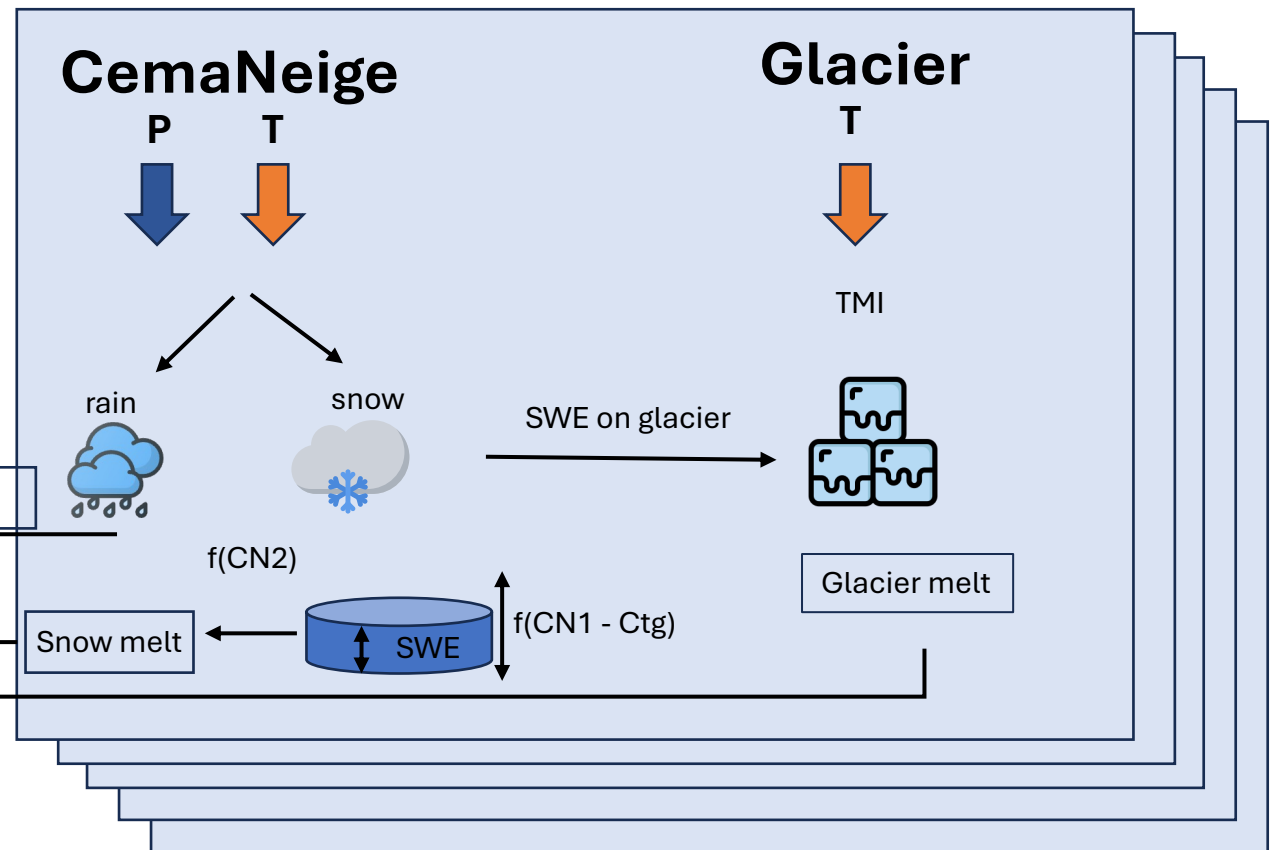 CemaNeige
Glacier
P
T
T
TMI
rain
snow
SWE on glacier
f(CN2)
Glacier melt
f(CN1 - Ctg)
Snow melt
SWE